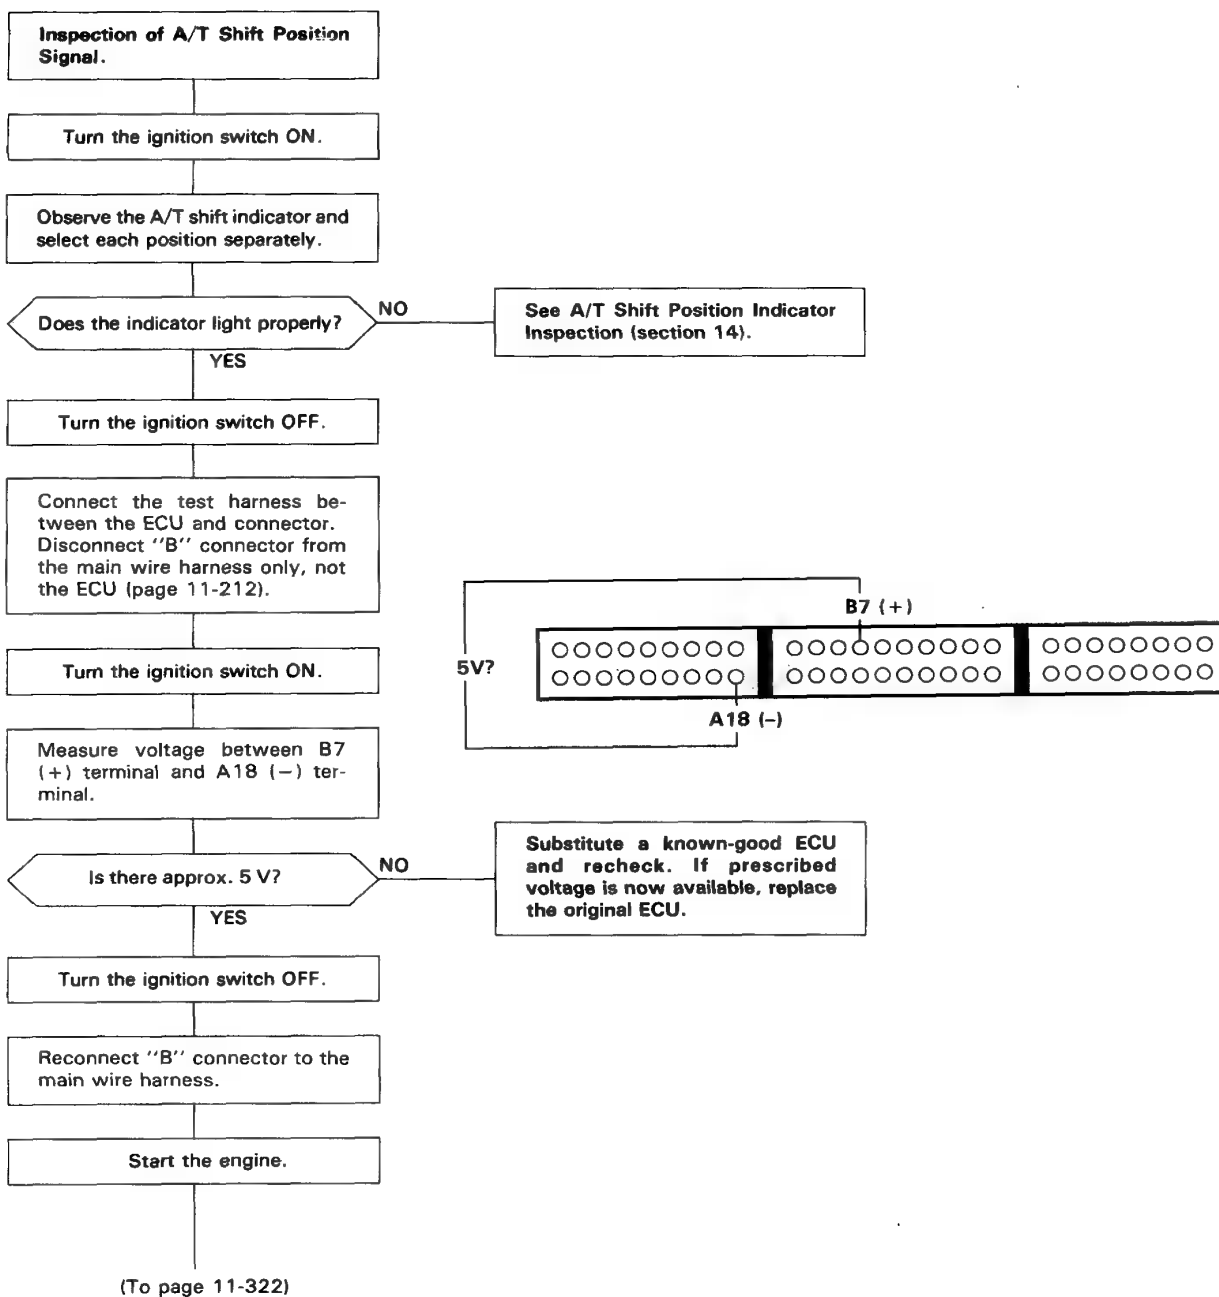 Inspection of A/T Shift Position
Signal.
Turn the ignition switch ON.
Observe the A/T shift indicator and
select each position separately.
Does the indicator light properly?
NO
See A/T Shift Position Indicator
Inspection (section 14).
YES
Turn the ignition switch OFF.
Connect the test harness be-
tween the ECU and connector.
Disconnect "B" connector from
the main wire harness only, not
the ECU (page 11-212).
B7 (+)
5V?
A18 (–)
Turn the ignition switch ON.
Measure voltage between B7
(+) terminal and A18 (–) ter-
minal.
Is there approx. 5 V?
NO
Substitute a known-good ECU
and recheck. If prescribed
voltage is now available, replace
the original ECU.
YES
Turn the ignition switch OFF.
Reconnect "B" connector to the
main wire harness.
Start the engine.
(To page 11-322)